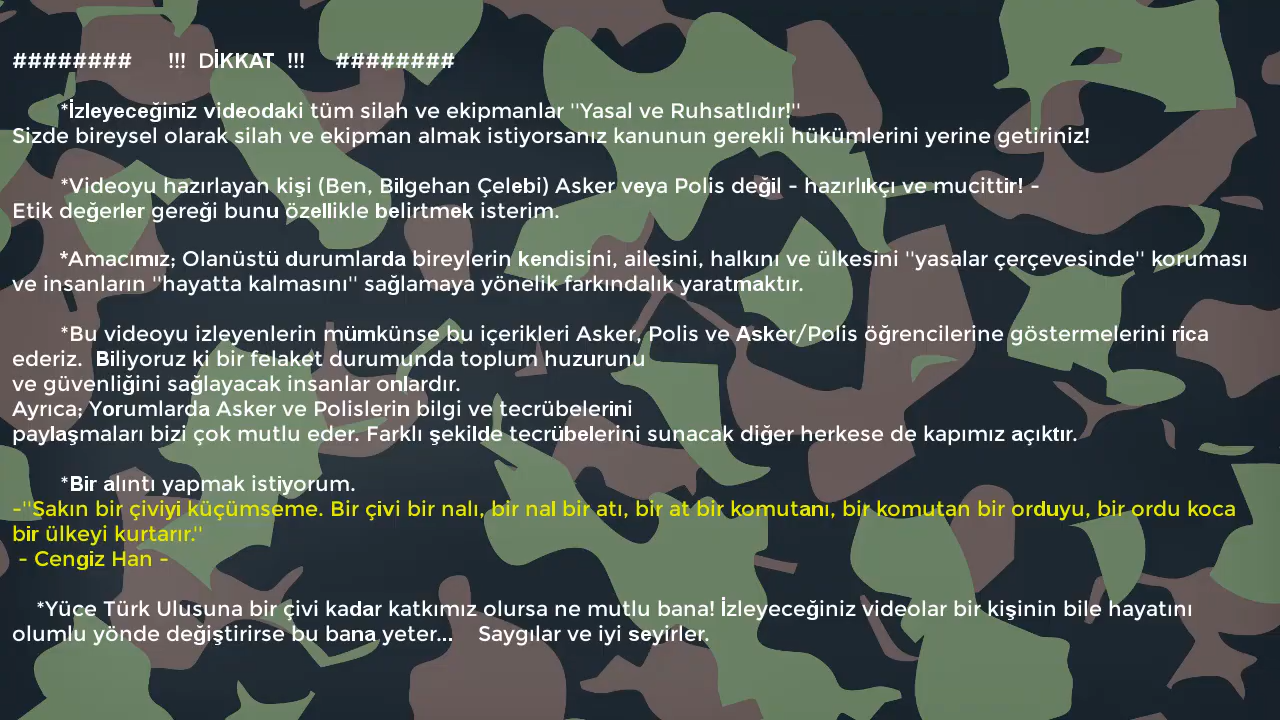 ######## !!! DİKKAT !!! ########
*İzleyeceğiniz videodaki tüm silah ve ekipmanlar ''Yasal ve Ruhsatlıdır!''
Sizde bireysel olarak silah ve ekipman almak istiyorsanız kanunun gerekli hükümlerini yerine getiriniz!
*Videoyu hazırlayan kişi (Ben, Bilgehan Çelebi) Asker veya Polis değil - hazırlıkçı ve mucittir! -
Etik değerler gereği bunu özellikle belirtmek isterim.
*Amacımız; Olanüstü durumlarda bireylerin kendisini, ailesini, halkını ve ülkesini ''yasalar çerçevesinde'' koruması
ve insanların ''hayatta kalmasını'' sağlamaya yönelik farkındalık yaratmaktır.
*Bu videoyu izleyenlerin mümkünse bu içerikleri Asker, Polis ve Asker/Polis öğrencilerine göstermelerini rica
ederiz. Biliyoruz ki bir felaket durumunda toplum huzurunu
ve güvenliğini sağlayacak insanlar onlardır.
Ayrıca; Yorumlarda Asker ve Polislerin bilgi ve tecrübelerini
paylaşmaları bizi çok mutlu eder. Farklı şekilde tecrübelerini sunacak diğer herkese de kapımız açıktır.
*Bir alıntı yapmak istiyorum.
-''Sakın bir çiviyi küçümseme. Bir çivi bir nalı, bir nal bir atı, bir at bir komutanı, bir komutan bir orduyu, bir ordu koca
bir ülkeyi kurtarır.''
- Cengiz Han -
*Yüce Türk Ulusuna bir çivi kadar katkımız olursa ne mutlu bana! İzleyeceğiniz videolar bir kişinin bile hayatını
olumlu yönde değiştirirse bu bana yeter... Saygılar ve iyi seyirler.